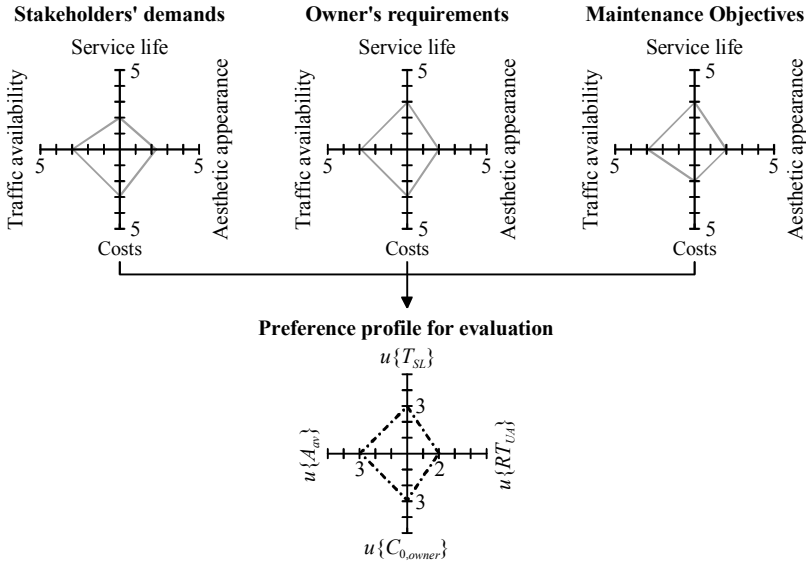 Stakeholders' demands
Owner's requirements
Maintenance Objectives
Service life
5
Traffic availability
5
5
Aesthetic appearance
5
Costs
Service life
5
Traffic availability
5
5
Aesthetic appearance
5
Costs
Service life
5
Traffic availability
5
5
Aesthetic appearance
5
Costs
Preference profile for evaluation
u{T_SL}
3
u{A_av}
3
2
u{RT_UA}
3
u{C_0,owner}